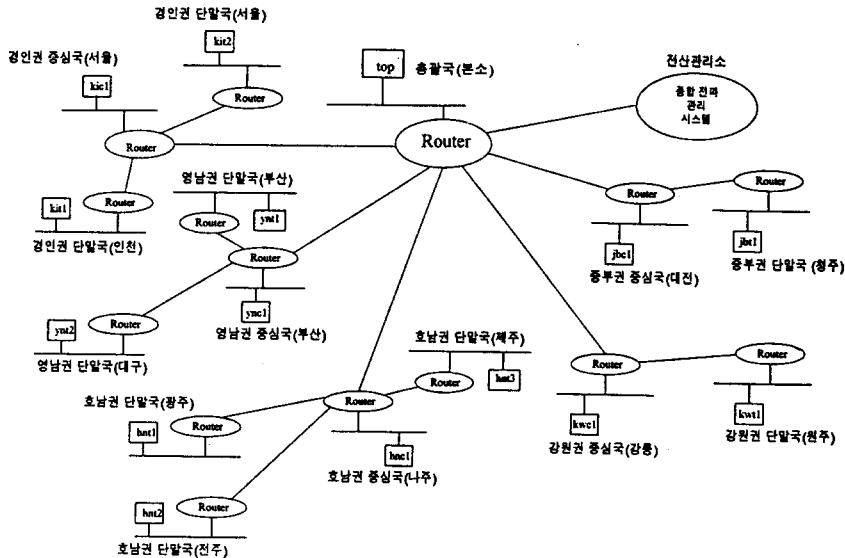 경인권 단말국(서울)
경인권 중심국(서울)
kit2
kic1
Router
Router
top
총괄국(본소)
Router
전산관리소
종합 전파
관리
시스템
kit1
Router
경인권 단말국(인천)
영남권 단말국(부산)
Router
ynt1
Router
ync1
영남권 중심국(부산)
ynt2
Router
영남권 단말국(대구)
Router
jbc1
중부권 중심국(대전)
Router
jbt1
중부권 단말국 (청주)
호남권 단말국(제주)
Router
hnt3
호남권 단말국(광주)
hnt1
Router
Router
hnc1
호남권 중심국(나주)
hnt2
Router
호남권 단말국(전주)
Router
kwc1
강원권 중심국(강릉)
Router
kwt1
강원권 단말국(원주)